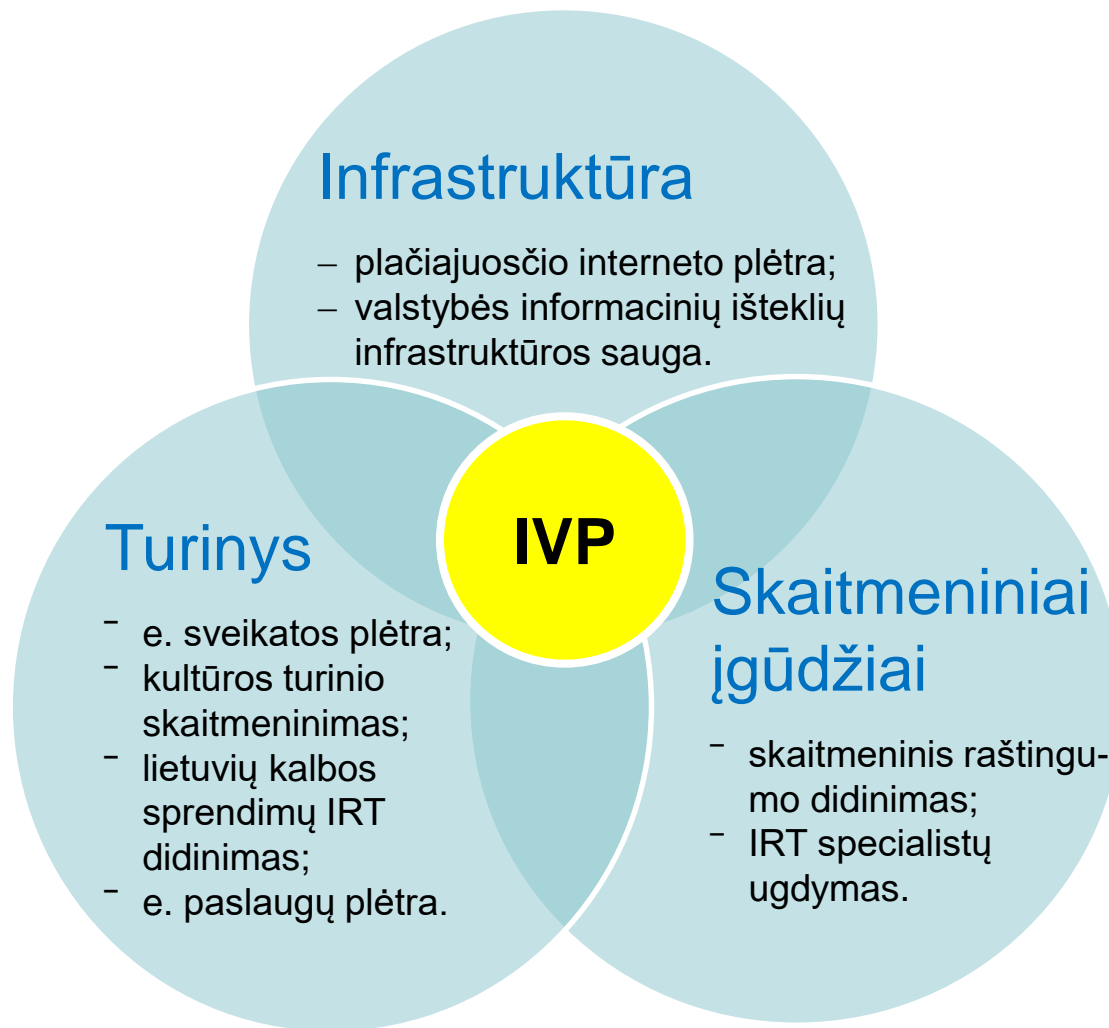 Infrastruktūra
– plačiajuosčio interneto plėtra;
– valstybės informacinių išteklių
infrastruktūros sauga.
IVP
Turinys
- e. sveikatos plėtra;
- kultūros turinio
skaitmeninimas;
- lietuvių kalbos
sprendimų IRT
didinimas;
- e. paslaugų plėtra.
Skaitmeniniai
įgūdžiai
- skaitmeninis raštingu-
mo didinimas;
- IRT specialistų
ugdymas.